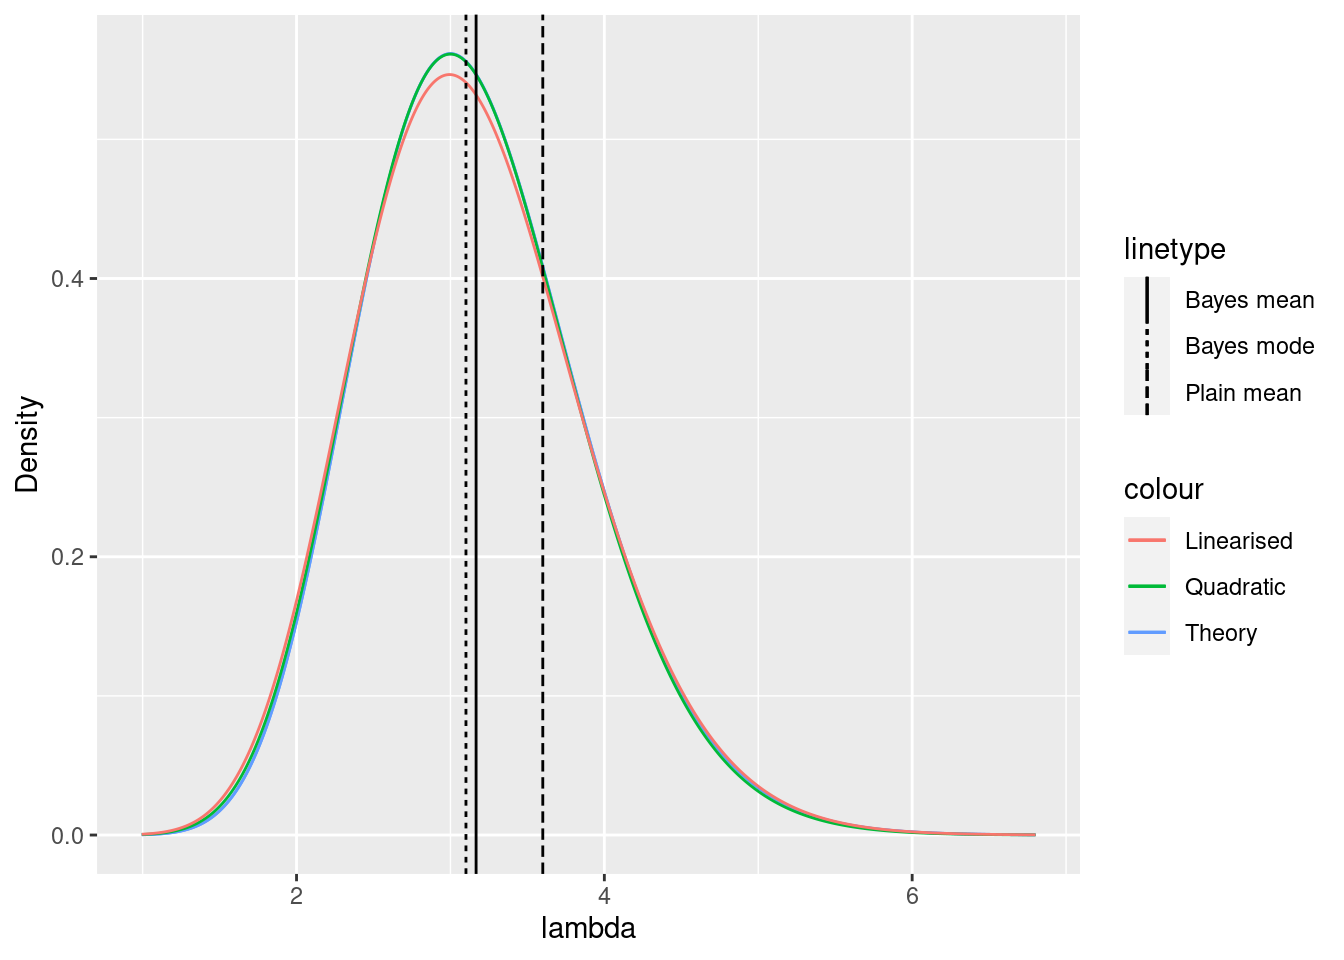 Density
0.4
0.2
0.0
2
4
6
lambda
linetype
Bayes mean
Bayes mode
Plain mean
colour
Linearised
Quadratic
Theory